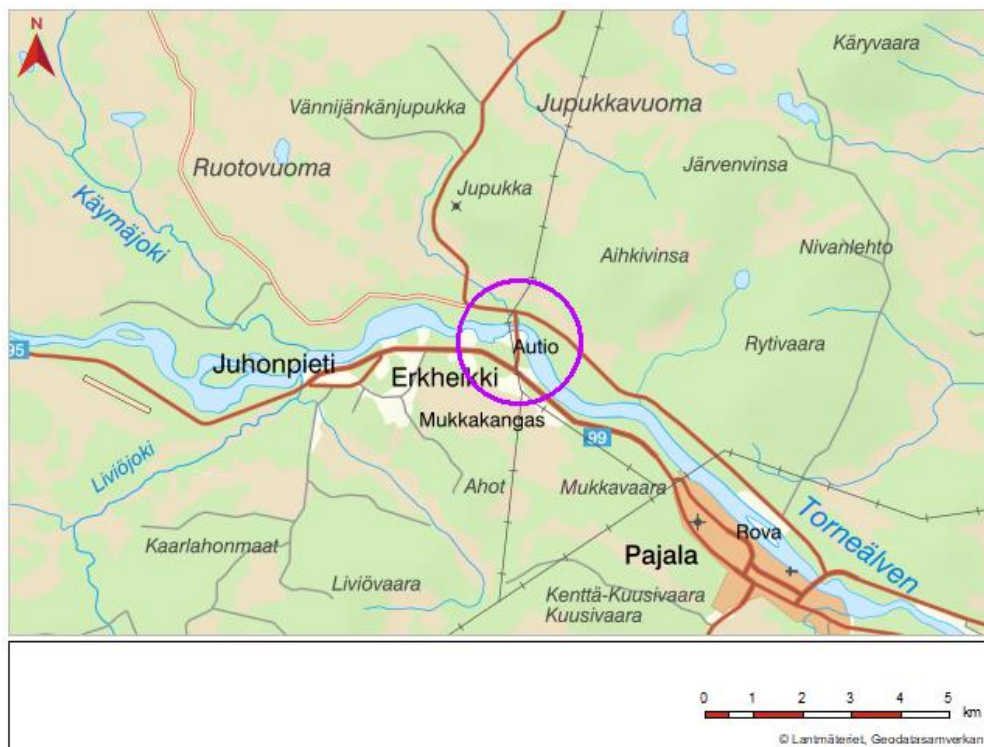 N
Käryvaara
Vännijänkänjupukka
Jupukkavuoma
Ruotovuoma
Järvenvinsa
Jupukka
Käymäjoki
Aihkivinsa
Nivanlehto
95
Autio
Rytivaara
Juhonpieti
Erkheikki
Mukkakangas
99
Liviöjoki
Ahot
Mukkavaara
Torneälven
Rova
Kaarlahonmaat
Pajala
Liviövaara
Kenttä-Kuusivaara
Kuusivaara
0 1 2 3 4 5
km
© Lantmäteriet, Geodatasamverkan